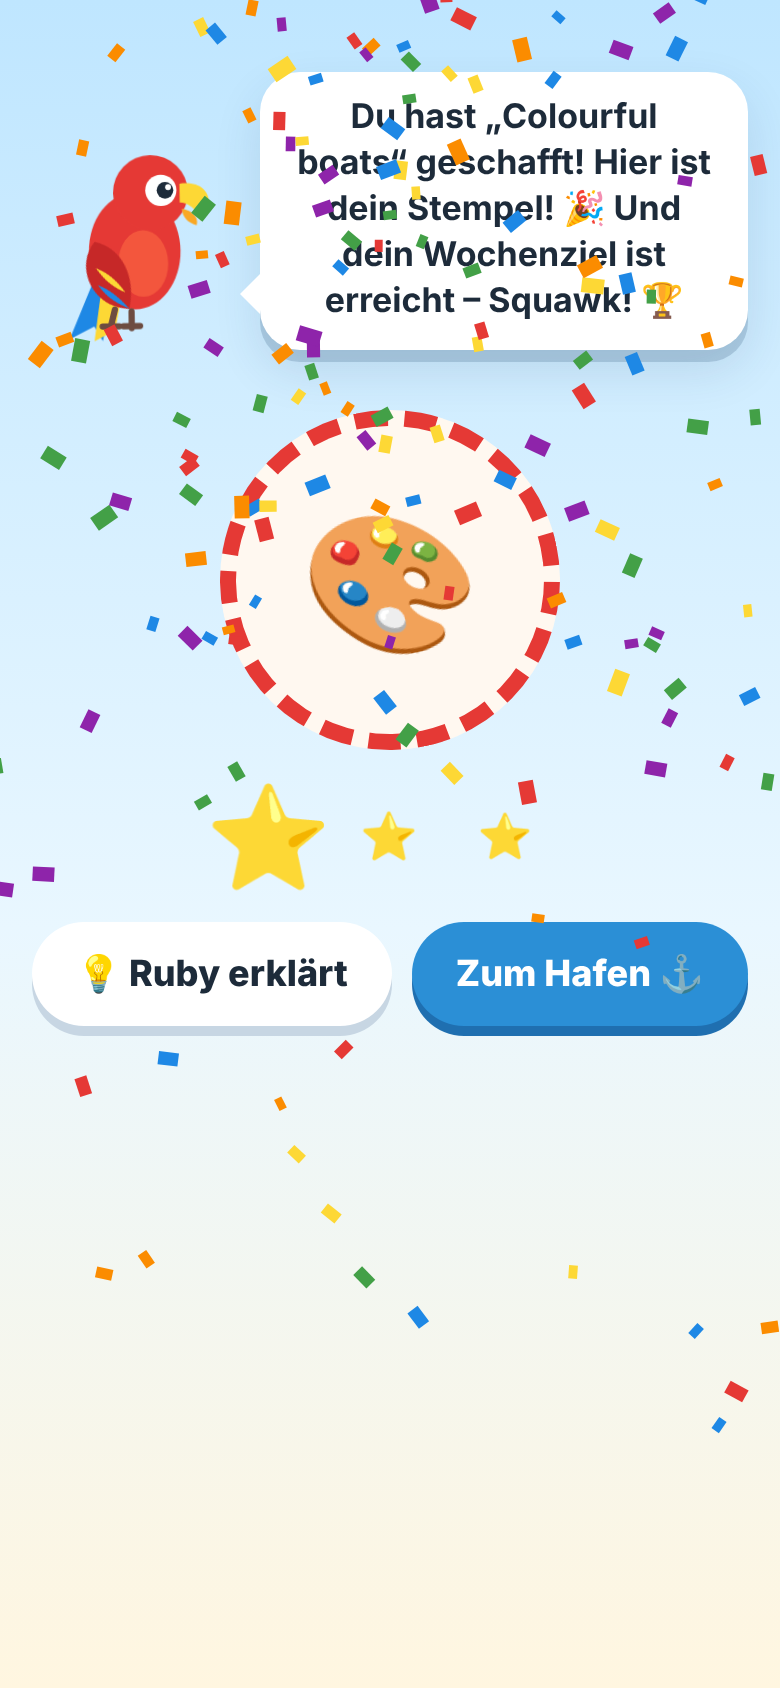 Du hast „Colourful
boats“ geschafft! Hier ist
dein Stempel! 🎉 Und
dein Wochenziel ist
erreicht – Squawk! 🏆
💡 Ruby erklärt
Zum Hafen ⚓